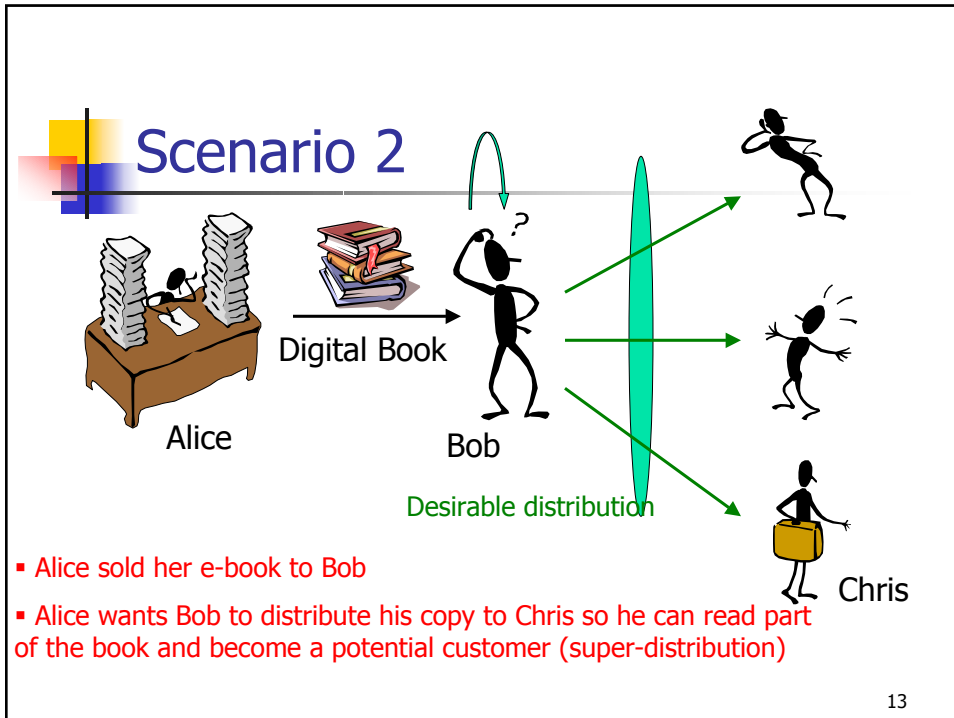 Scenario 2
?
Digital Book
Alice
Bob
Desirable distribution
Chris
▪ Alice sold her e-book to Bob
▪ Alice wants Bob to distribute his copy to Chris so he can read part
of the book and become a potential customer (super-distribution)
13